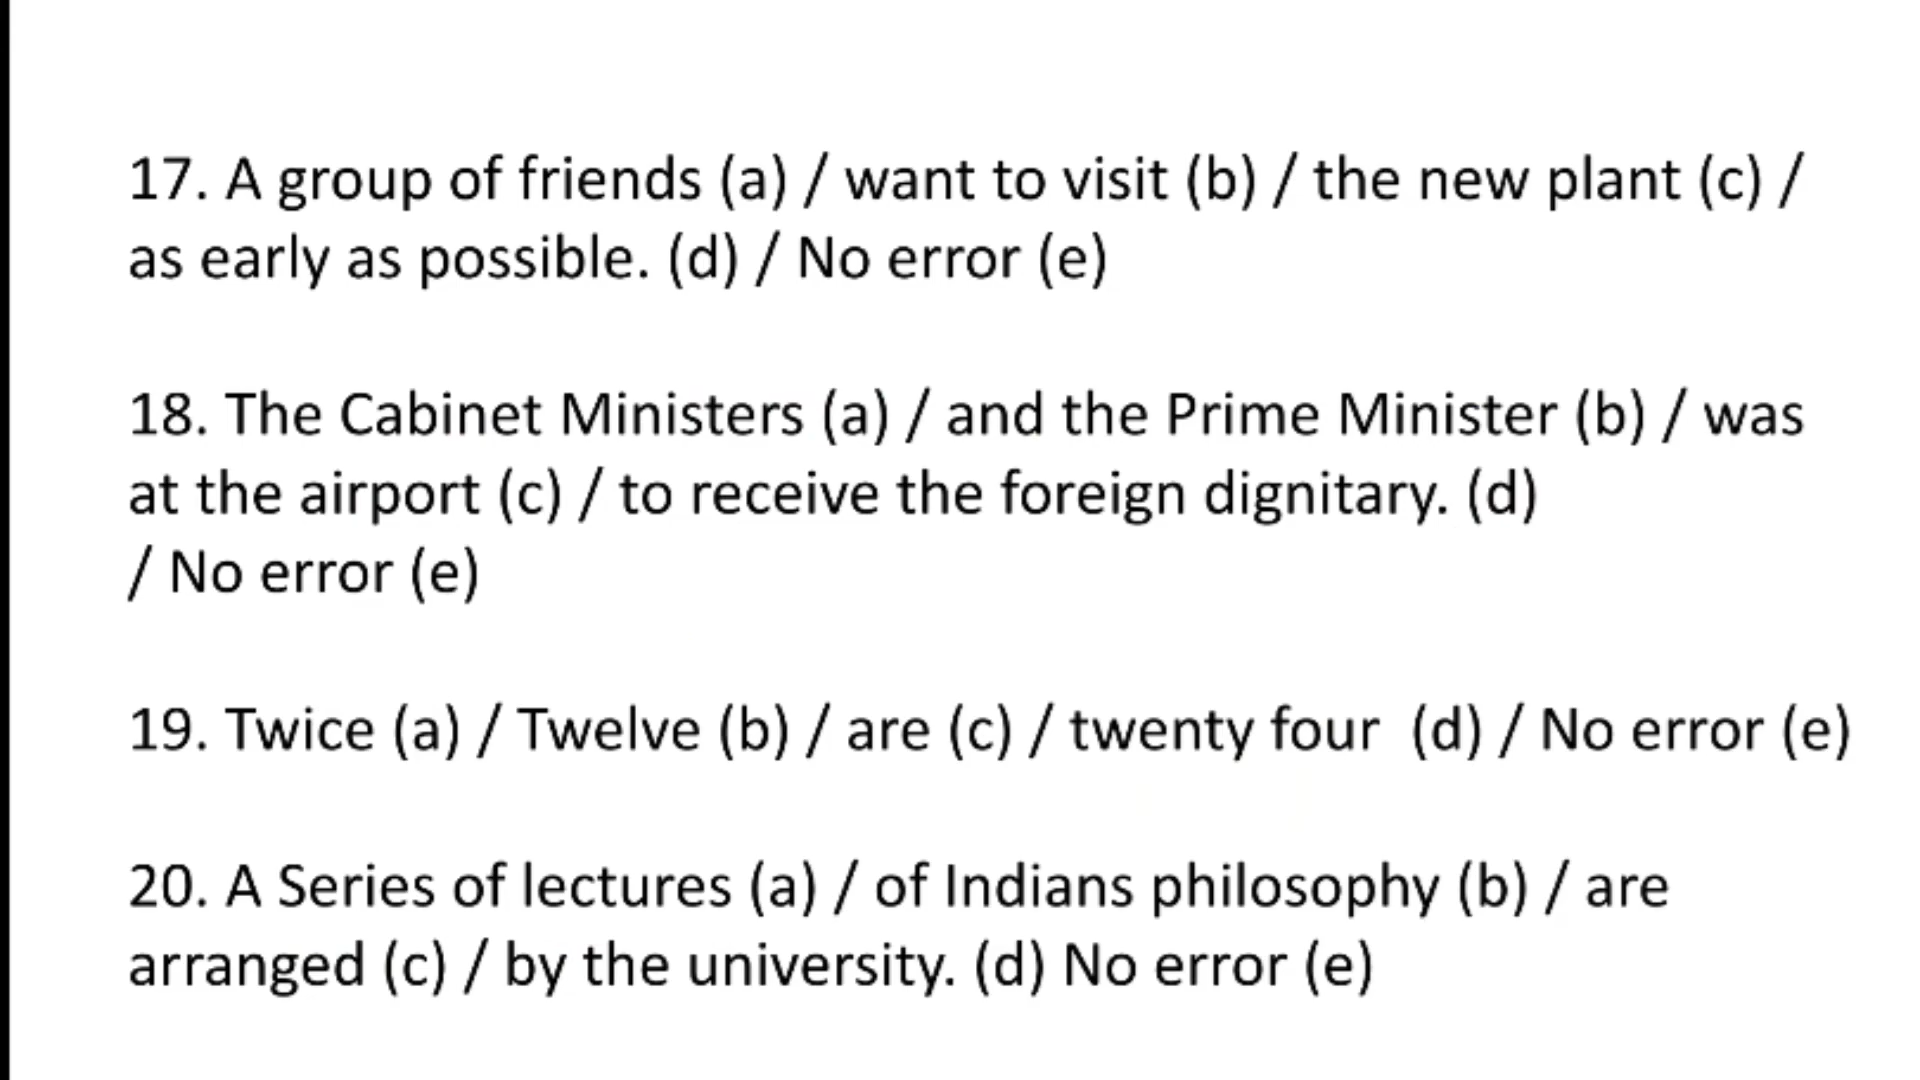 17. A group of friends (a) / want to visit (b) / the new plant (c) /
as early as possible. (d) / No error (e)
18. The Cabinet Ministers (a) / and the Prime Minister (b) / was
at the airport (c) / to receive the foreign dignitary. (d)
/ No error (e)
19. Twice (a) / Twelve (b) / are (c) / twenty four  (d) / No error (e)
20. A Series of lectures (a) / of Indians philosophy (b) / are
arranged (c) / by the university. (d) No error (e)